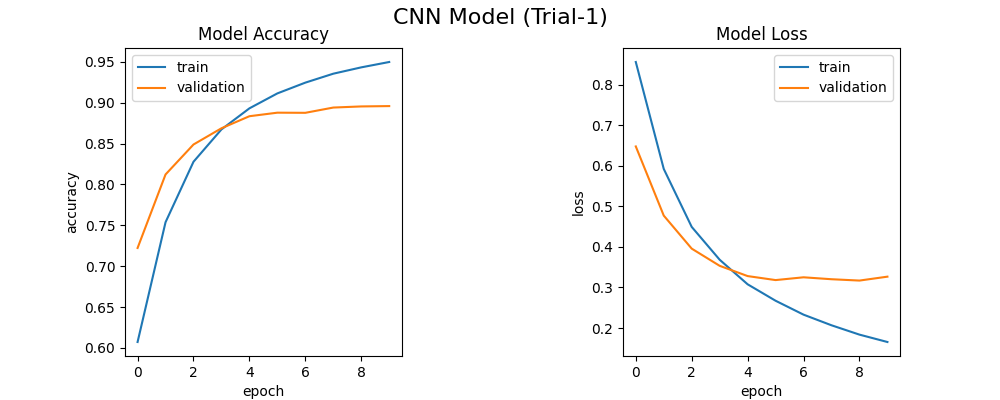 CNN Model (Trial-1)
Model Accuracy
train
validation
0.95
0.90
0.85
0.80
0.75
0.70
0.65
0.60
accuracy
0 2 4 6 8
epoch
Model Loss
train
validation
0.8
0.7
0.6
0.5
0.4
0.3
0.2
loss
0 2 4 6 8
epoch